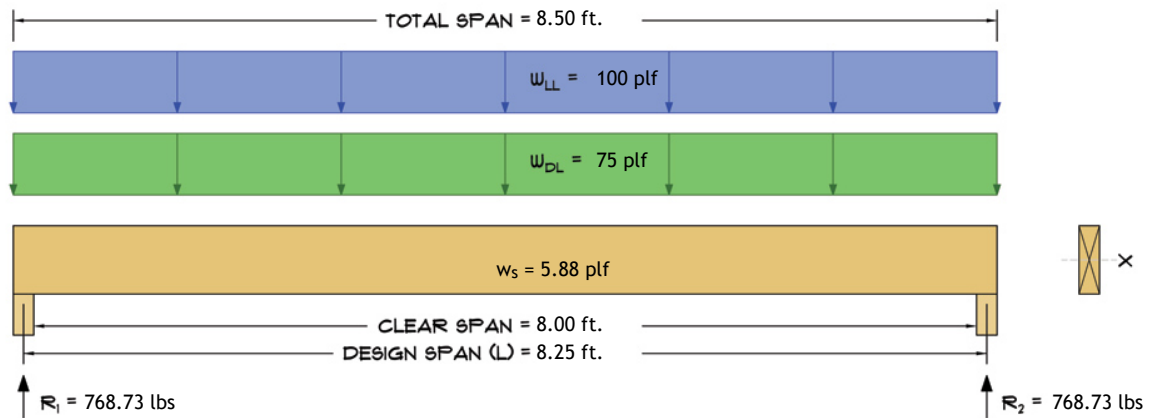 TOTAL SPAN = 8.50 ft.
WLL = 100 plf
WDL = 75 plf
ws = 5.88 plf
X
CLEAR SPAN = 8.00 ft.
DESIGN SPAN (L) = 8.25 ft.
R1 = 768.73 lbs
R2 = 768.73 lbs